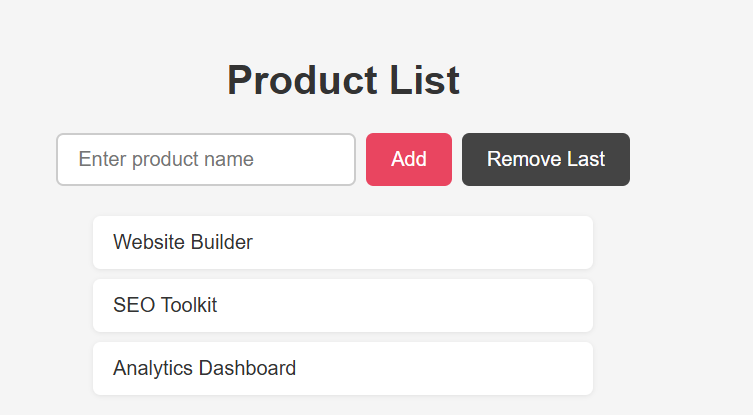 Product List
Enter product name Add Remove Last
Website Builder
SEO Toolkit
Analytics Dashboard